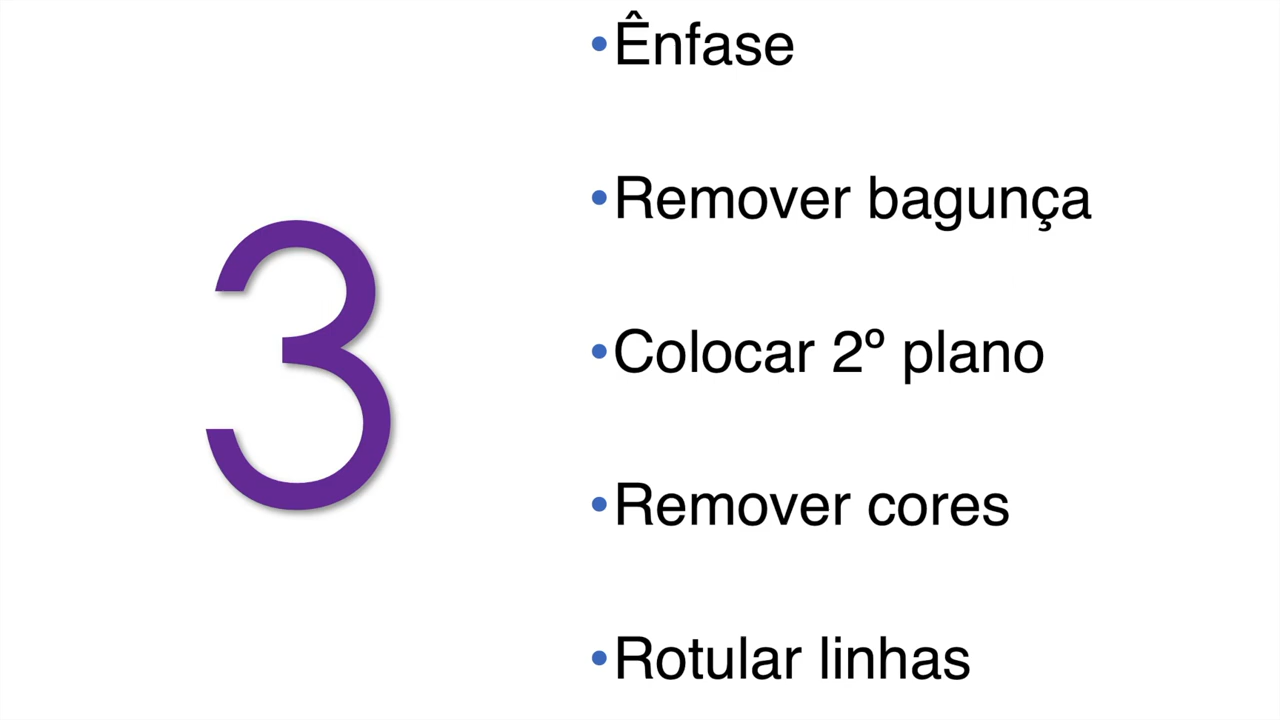 3
•Ênfase
•Remover bagunça
•Colocar 2º plano
•Remover cores
•Rotular linhas